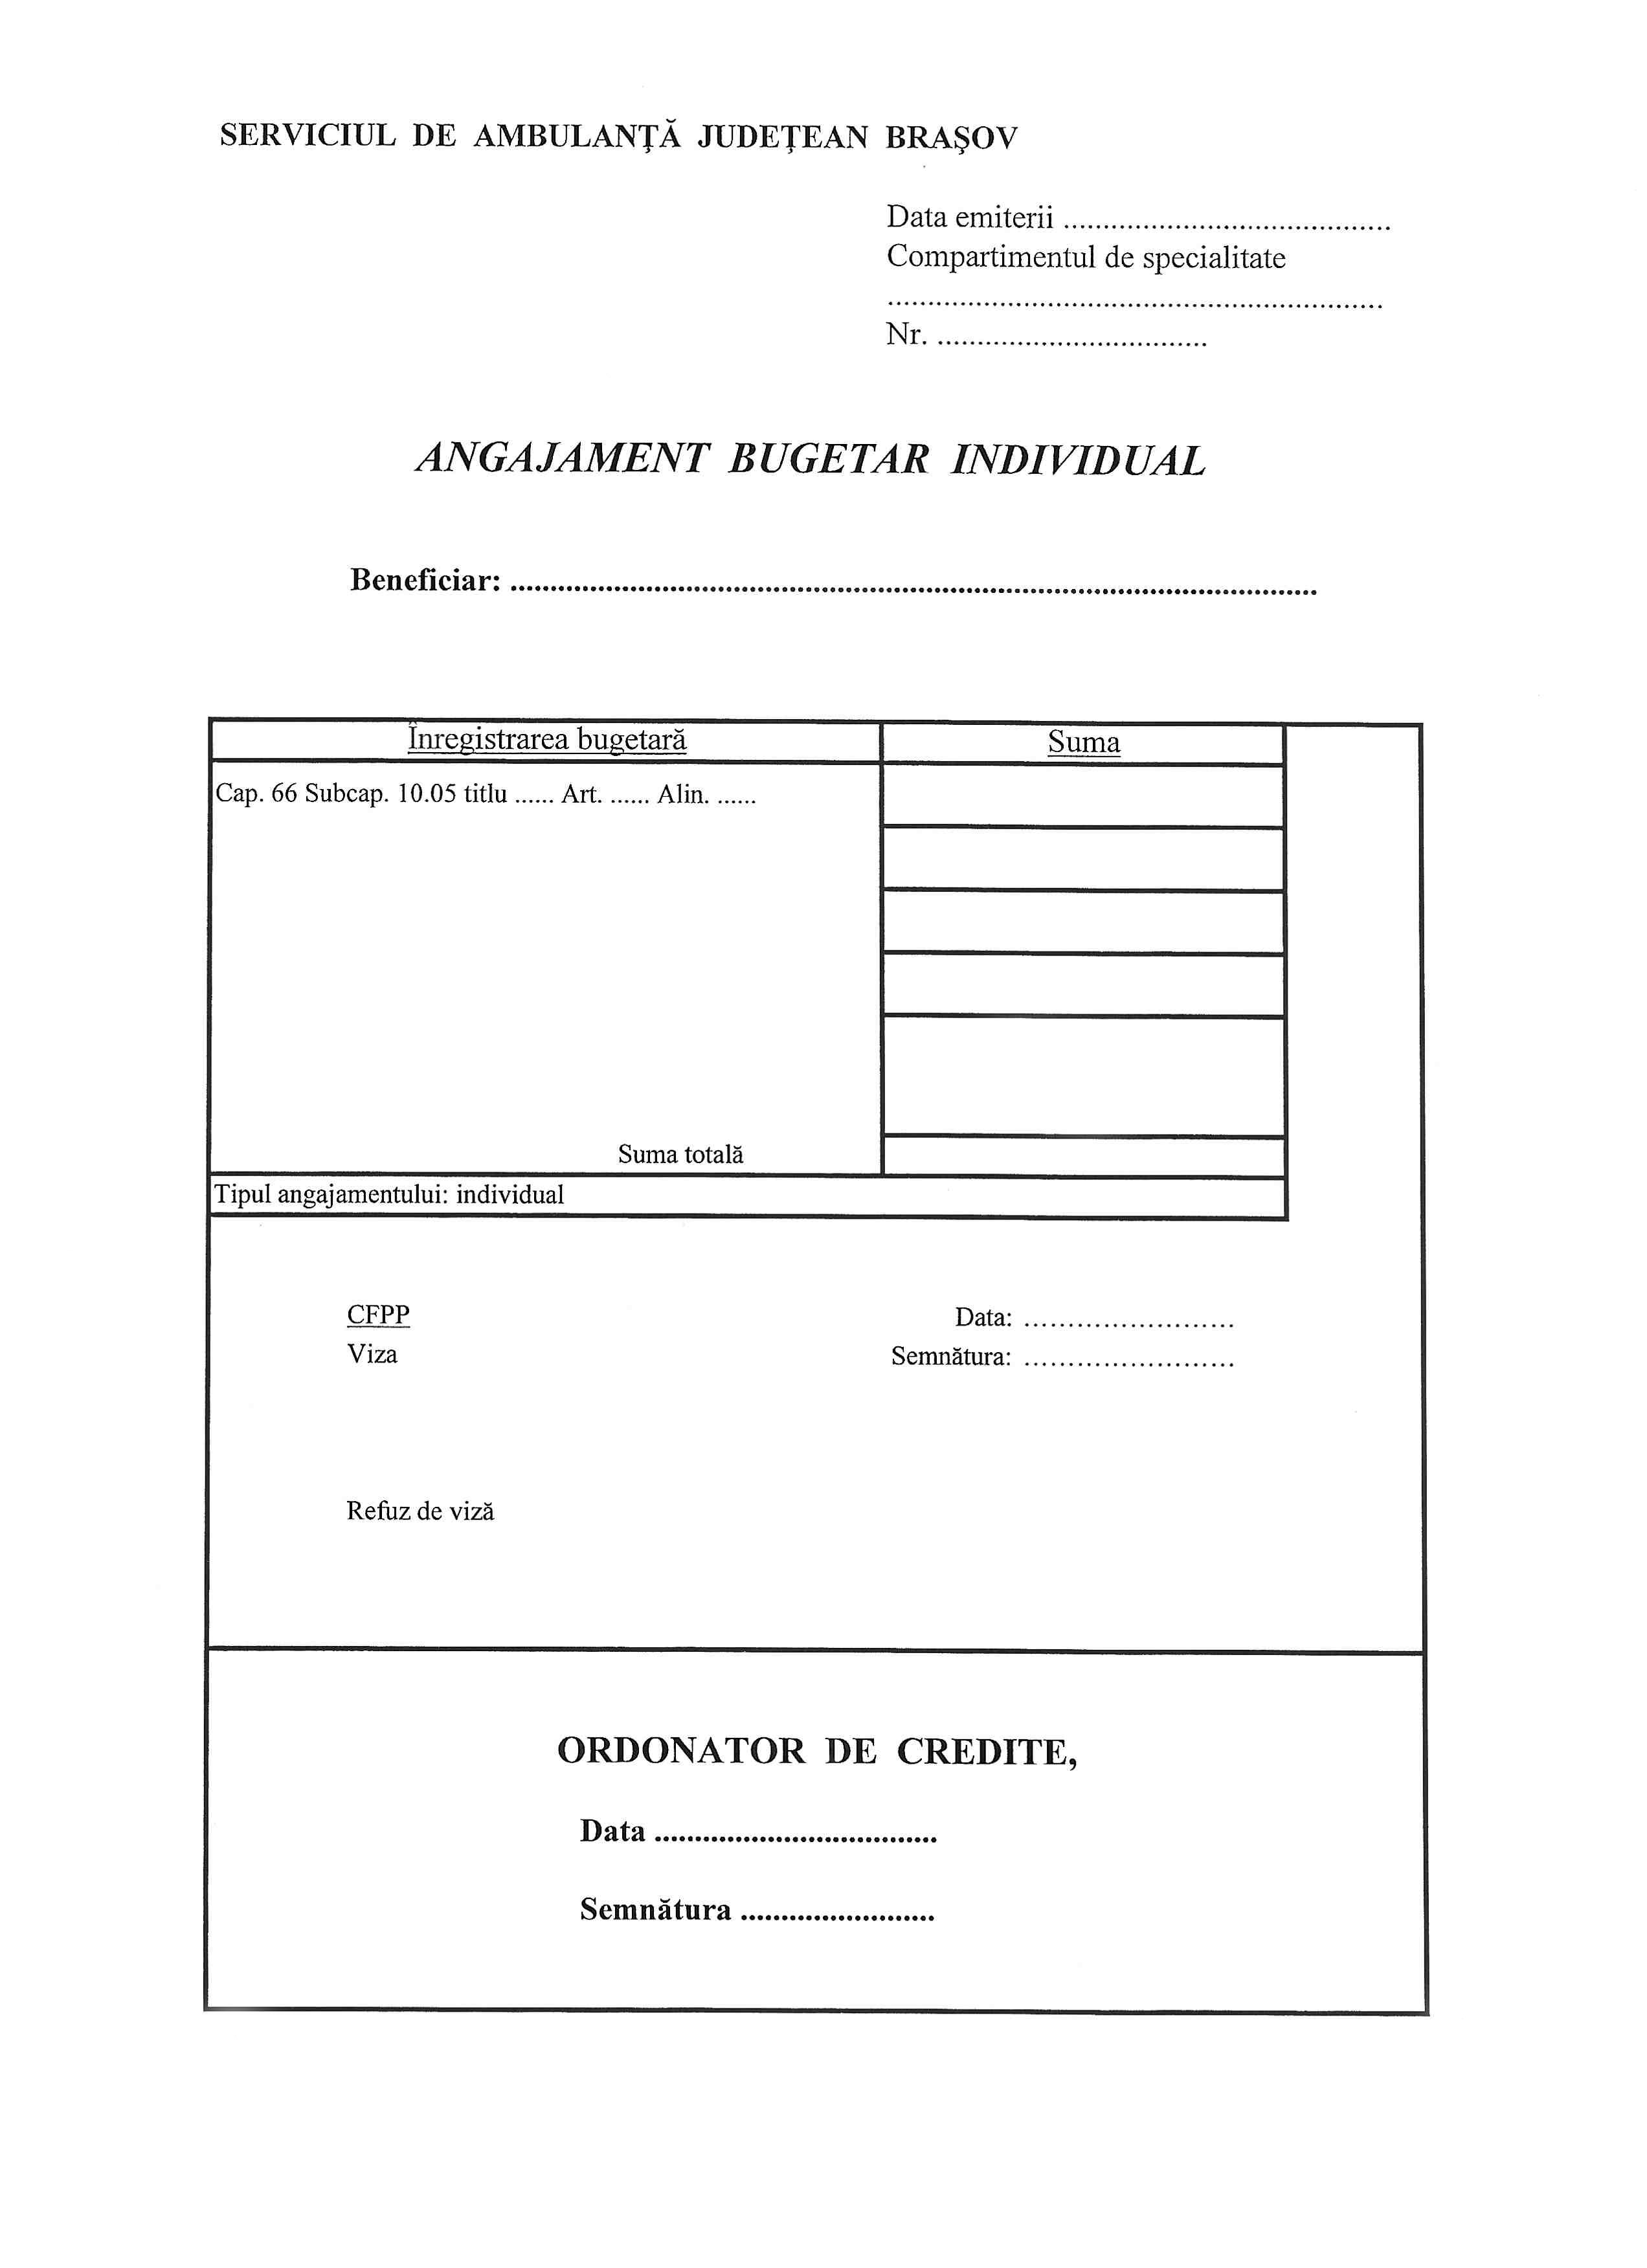 SERVICIUL DE AMBULANŢĂ JUDEŢEAN BRAŞOV
Data emiterii .........................................
Compartimentul de specialitate
..............................................................
Nr. ..................................
ANGAJAMENT BUGETAR INDIVIDUAL
Beneficiar: .....................................................................................................
Înregistrarea bugetară Suma
Cap. 66 Subcap. 10.05 titlu ...... Art. ...... Alin. ......
Suma totală
Tipul angajamentului: individual
CFPP Data: ........................
Viza Semnătura: ........................
Refuz de viză
ORDONATOR DE CREDITE,
Data ...................................
Semnătura ........................